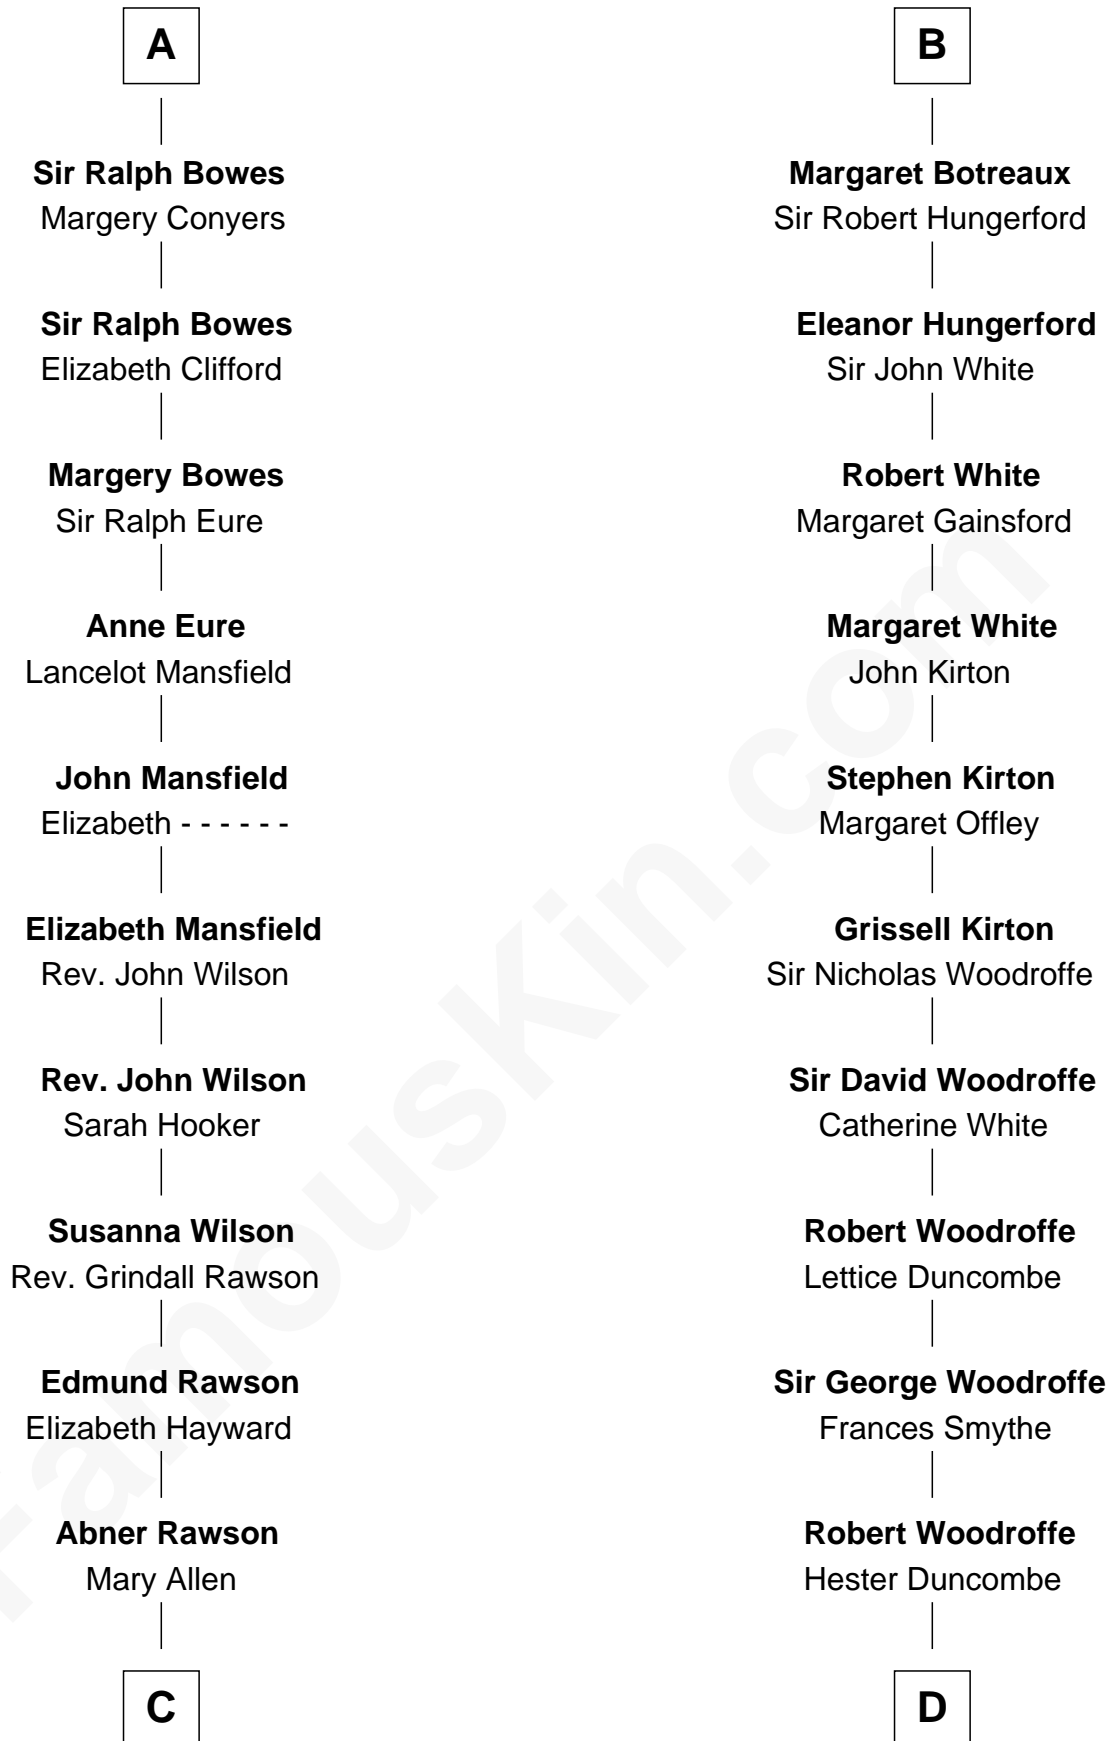 A
Sir Ralph Bowes
Margery Conyers
Sir Ralph Bowes
Elizabeth Clifford
Margery Bowes
Sir Ralph Eure
Anne Eure
Lancelot Mansfield
John Mansfield
Elizabeth - - - - - -
Elizabeth Mansfield
Rev. John Wilson
Rev. John Wilson
Sarah Hooker
Susanna Wilson
Rev. Grindall Rawson
Edmund Rawson
Elizabeth Hayward
Abner Rawson
Mary Allen
C
B
Margaret Botreaux
Sir Robert Hungerford
Eleanor Hungerford
Sir John White
Robert White
Margaret Gainsford
Margaret White
John Kirton
Stephen Kirton
Margaret Offley
Grissell Kirton
Sir Nicholas Woodroffe
Sir David Woodroffe
Catherine White
Robert Woodroffe
Lettice Duncombe
Sir George Woodroffe
Frances Smythe
Robert Woodroffe
Hester Duncombe
D
FamousKin.com